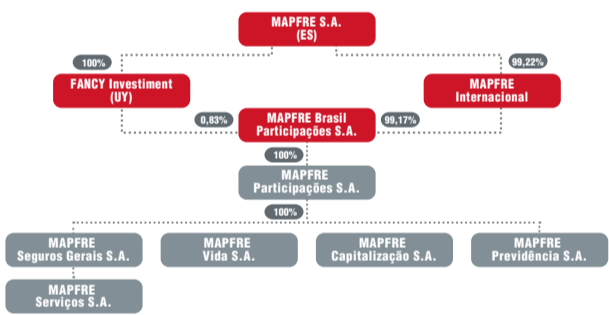 MAPFRE S.A.
(ES)
100%
99,22%
FANCY Investiment
(UY)
MAPFRE
Internacional
0,83%
MAPFRE Brasil
Participações S.A.
99,17%
100%
MAPFRE
Participações S.A.
100%
MAPFRE
Seguros Gerais S.A.
MAPFRE
Vida S.A.
MAPFRE
Capitalização S.A.
MAPFRE
Previdência S.A.
MAPFRE
Serviços S.A.